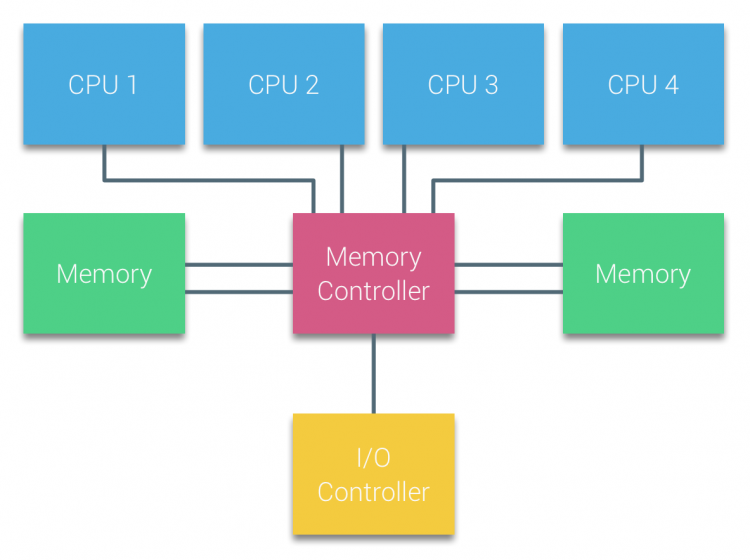 CPU 1
CPU 2
CPU 3
CPU 4
Memory
Memory
Controller
Memory
I/O
Controller